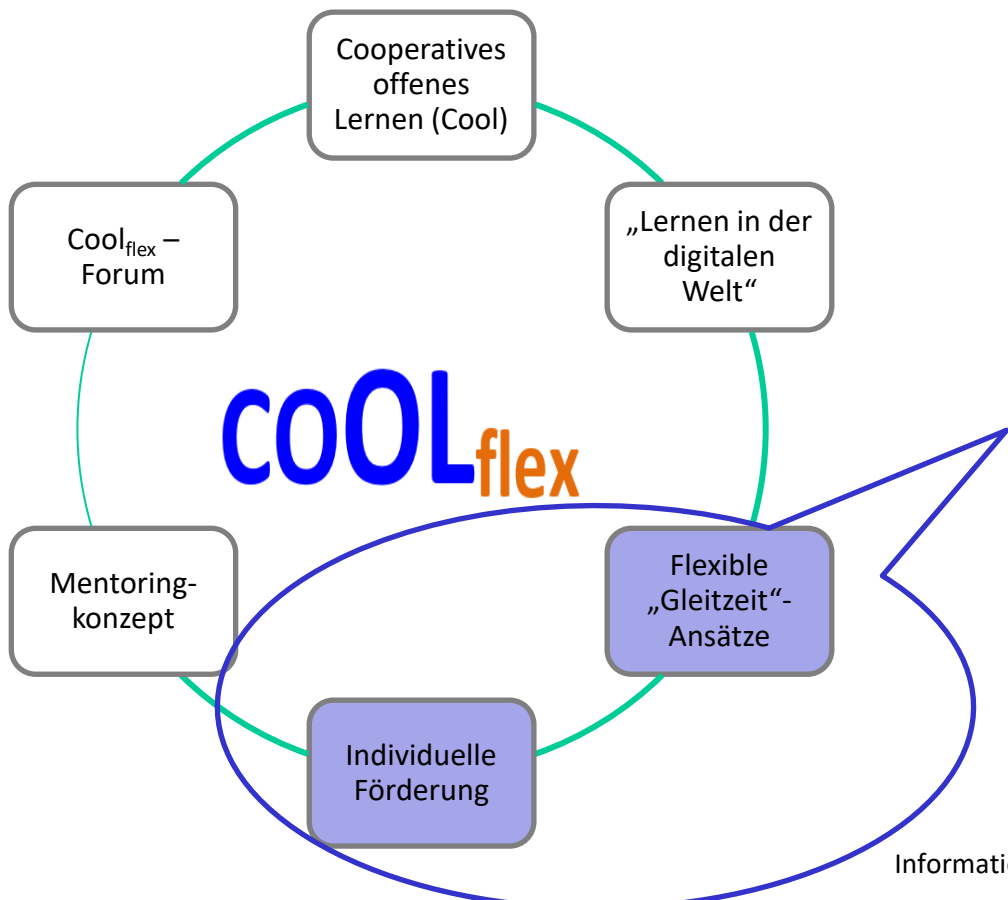 Cooperatives
offenes
Lernen (Cool)
„Lernen in der
digitalen
Welt“
Coolflex –
Forum
COOLflex
Mentoring-
konzept
Flexible
„Gleitzeit“-
Ansätze
Individuelle
Förderung
Informatio